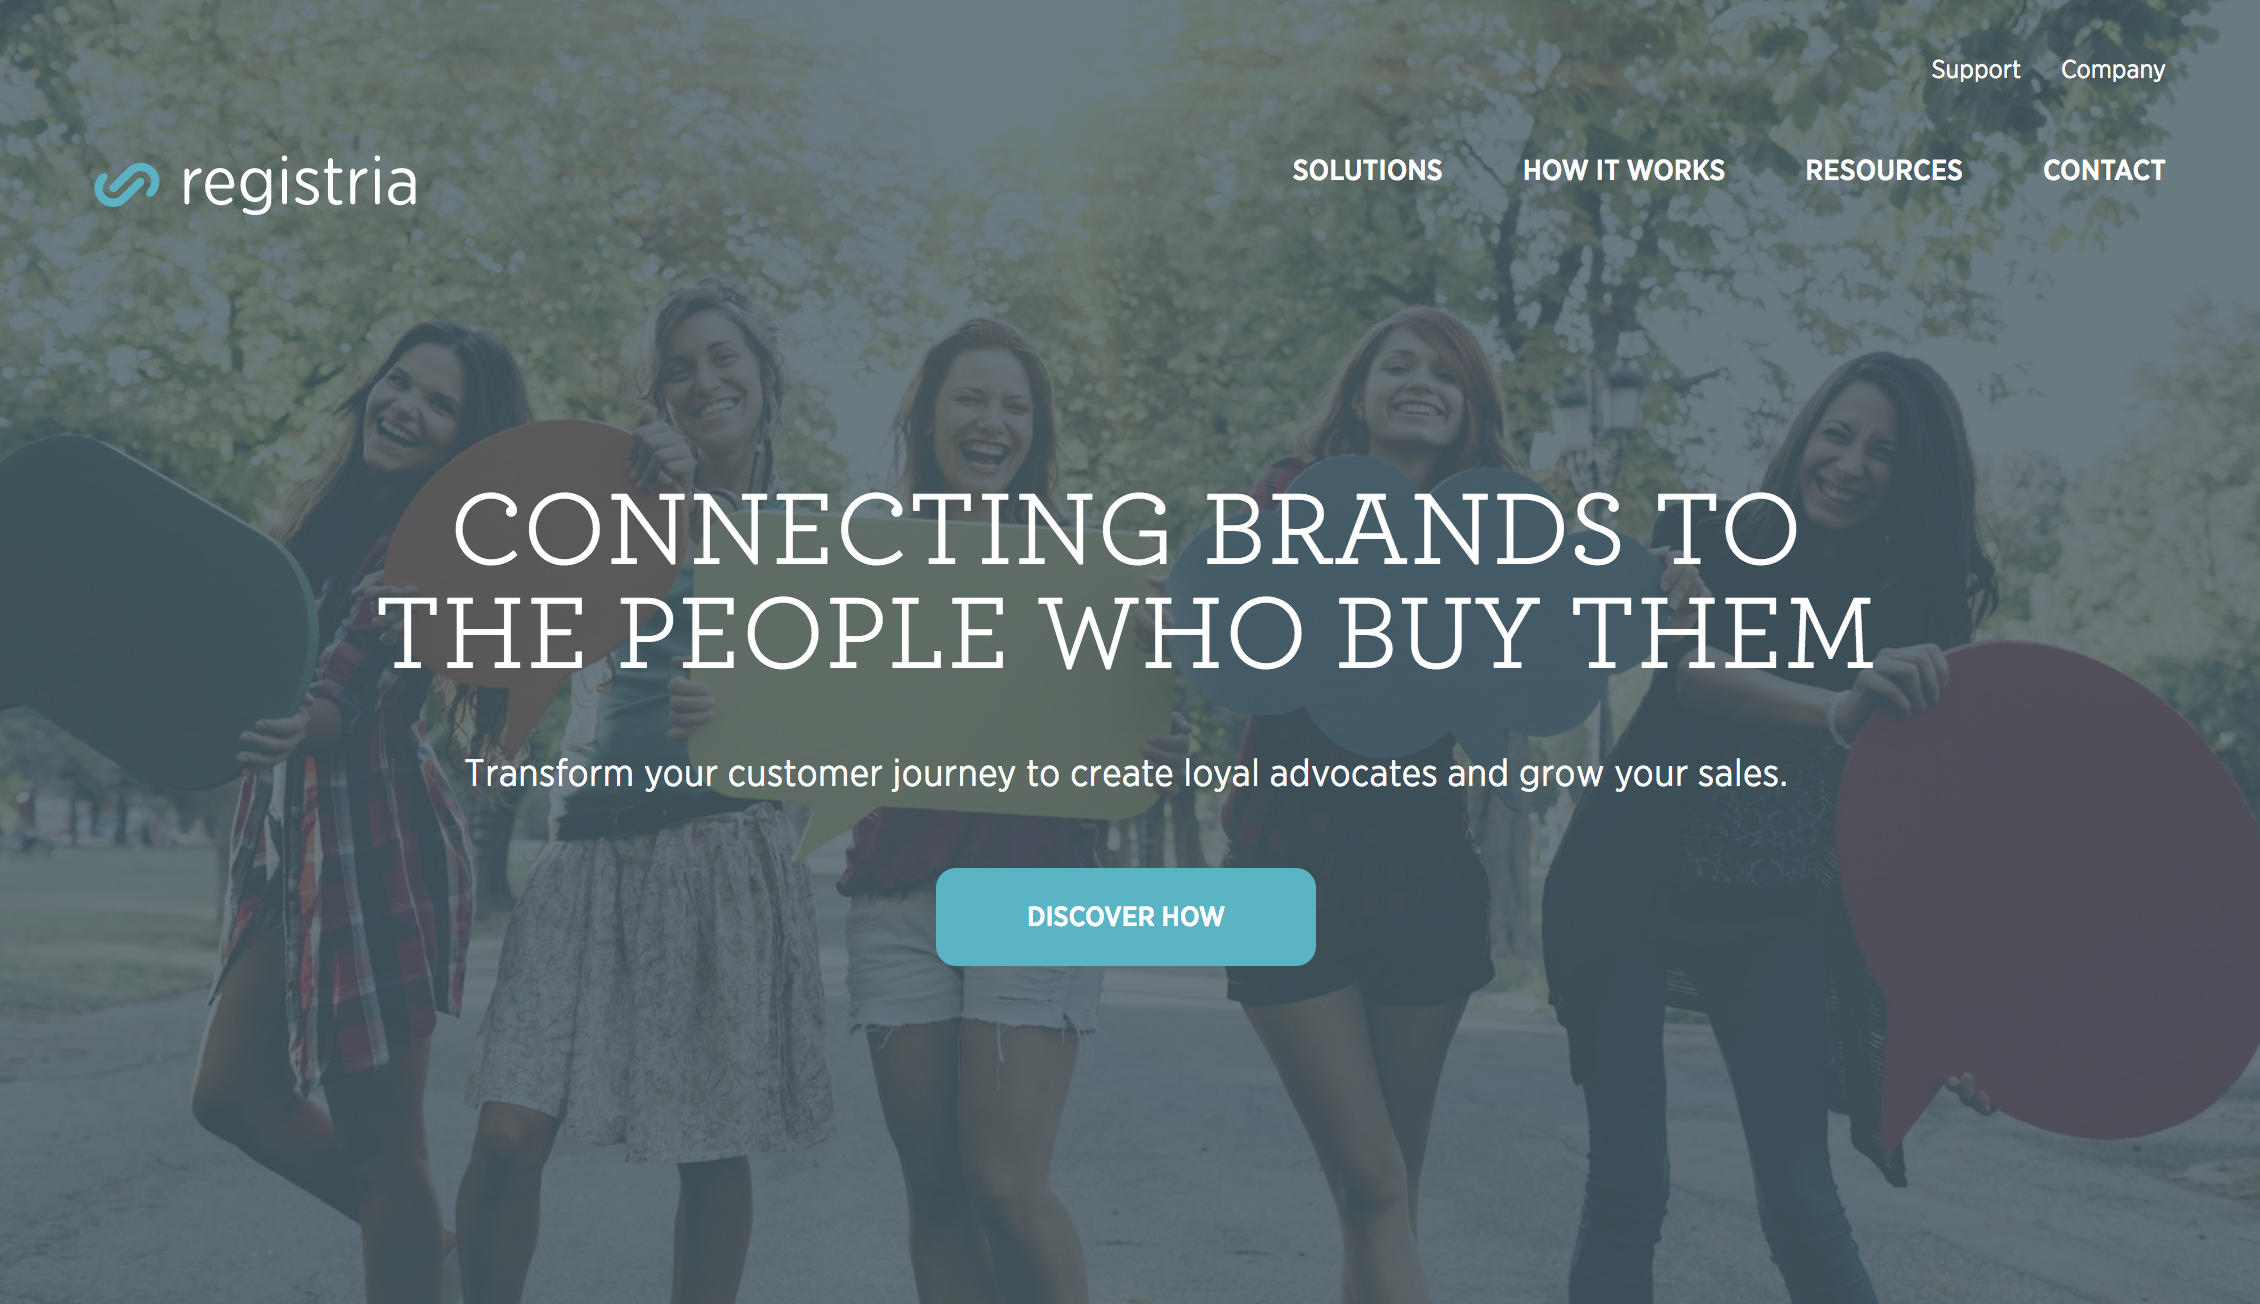 Support Company
registria
SOLUTIONS HOW IT WORKS RESOURCES CONTACT
CONNECTING BRANDS TO
THE PEOPLE WHO BUY THEM
Transform your customer journey to create loyal advocates and grow your sales.
DISCOVER HOW